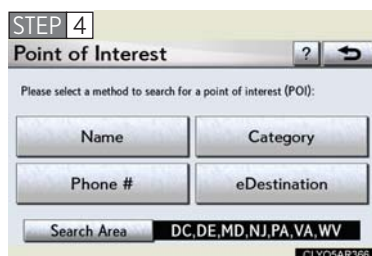 STEP 4
Point of Interest ?
Please select a method to search for a point of interest (POI):
Name Category
Phone # eDestination
Search Area DC,DE,MD,NJ,PA,VA,WV
CLYO5AR366